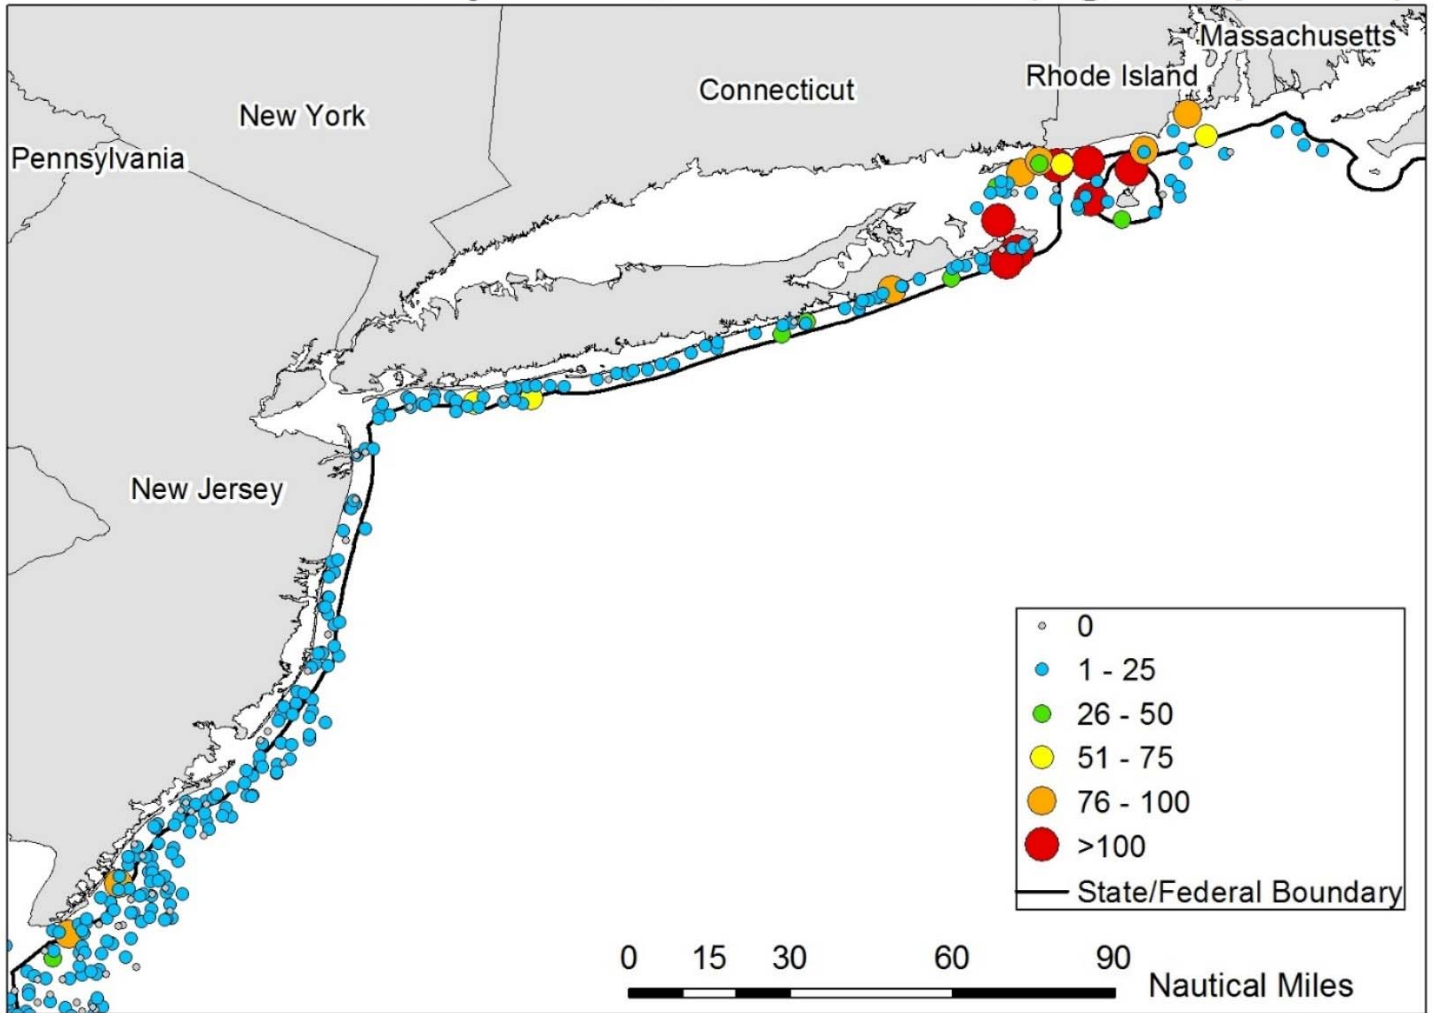 Massachusetts
Rhode Island
Connecticut
New York
Pennsylvania
New Jersey
0
1 - 25
26 - 50
51 - 75
76 - 100
>100
State/Federal Boundary
0 15 30 60 90
Nautical Miles